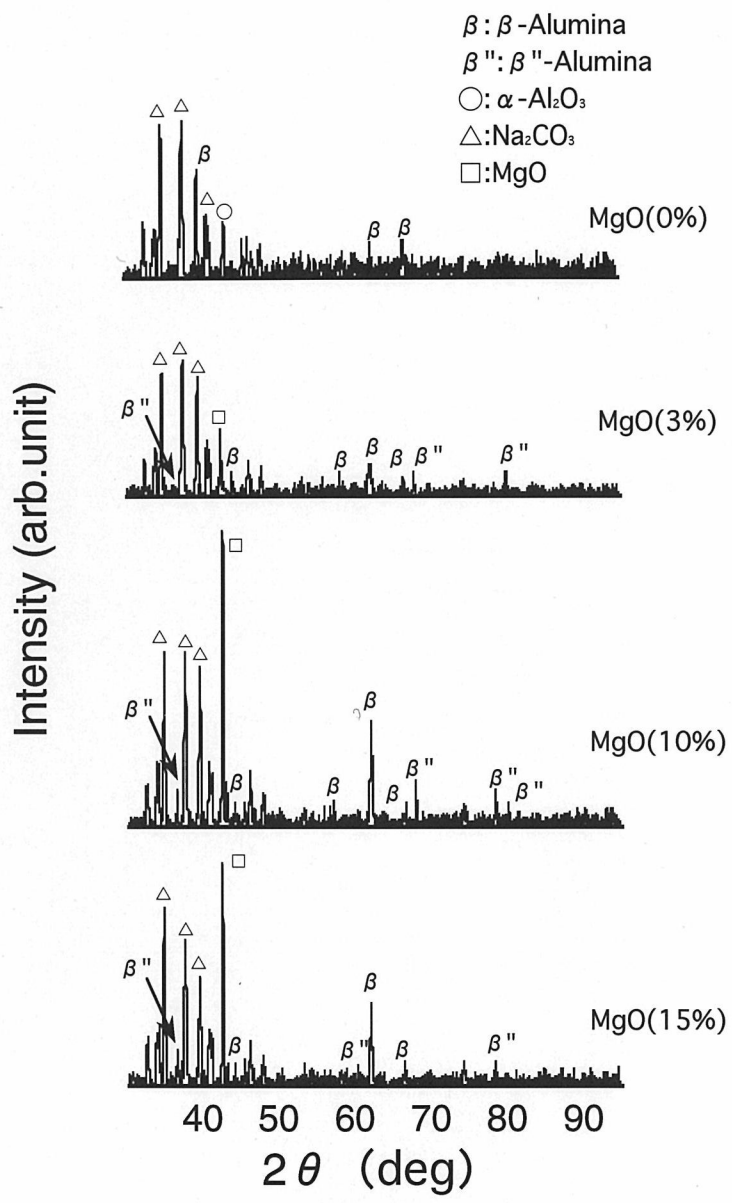 β:β-Alumina
β":β"-Alumina
○:α-Al₂O₃
△:Na₂CO₃
□:MgO
△ △ β △ ○ β β
MgO(0%)
△ △ △ □
β" β β β β β" β"
MgO(3%)
□
△ △ △
β" β β β β β" β" β"
MgO(10%)
□
△ △ △
β" β β" β β β"
MgO(15%)
Intensity (arb.unit)
40 50 60 70 80 90
2θ (deg)